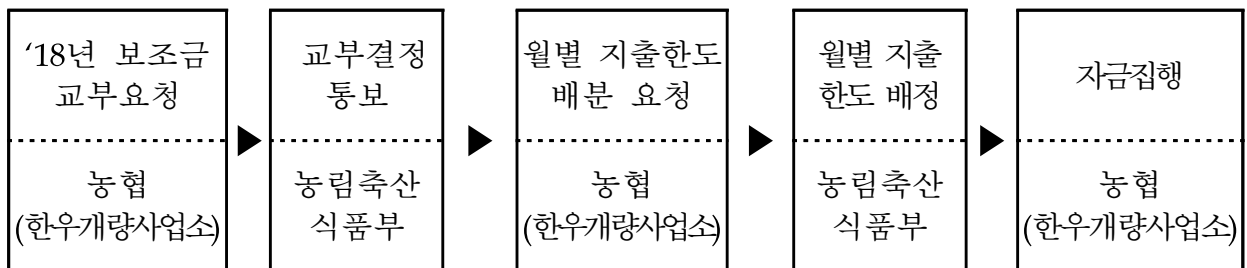 ‘18년 보조금
교부요청
농협
(한우개량사업소)
교부결정
통보
농림축산
식품부
월별 지출한도
배분 요청
농협
(한우개량사업소)
월별 지출
한도 배정
농림축산
식품부
자금집행
농협
(한우개량사업소)